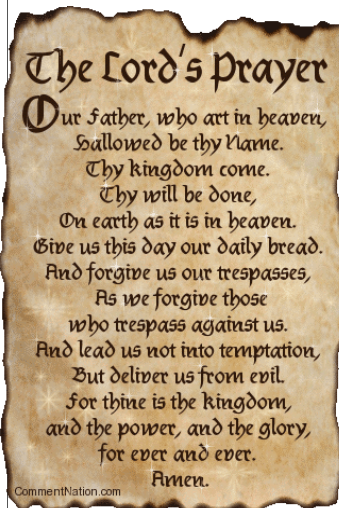 The Lord's Prayer
Our Father, who art in heaven,
Hallowed be thy Name.
Thy kingdom come.
Thy will be done,
On earth as it is in heaven.
Give us this day our daily bread.
And forgive us our trespasses,
As we forgive those
who trespass against us.
And lead us not into temptation,
But deliver us from evil.
For thine is the kingdom,
and the power, and the glory,
for ever and ever.
Amen.
CommentNation.com